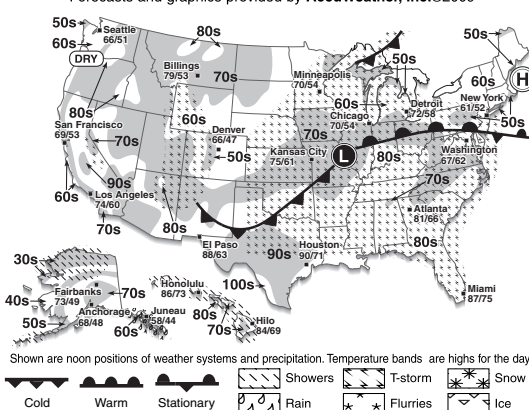 Forecasts and graphics provided by AccuWeather, Inc. ©2009
50s
Seattle
66/51
60s
DRY
80s
50s
50s
Billings
79/53
70s
Minneapolis
70/54
60s
60s
H
Detroit
72/58
New York
61/52
Chicago
70/54
50s
80s
San Francisco
69/53
60s
Denver
66/47
70s
70s
50s
Kansas City
75/61
L
80s
Washington
67/62
90s
Los Angeles
74/60
60s
70s
70s
80s
Atlanta
81/66
El Paso
88/63
Houston
90/71
90s
80s
30s
100s
Honolulu
86/73
Miami
87/75
Fairbanks
73/49
70s
40s
Anchorage
68/48
Juneau
58/44
80s
50s
60s
70s
Hilo
84/69
Shown are noon positions of weather systems and precipitation. Temperature bands are highs for the day
Cold
Warm
Stationary
Showers
T-storm
Snow
Rain
Flurries
Ice